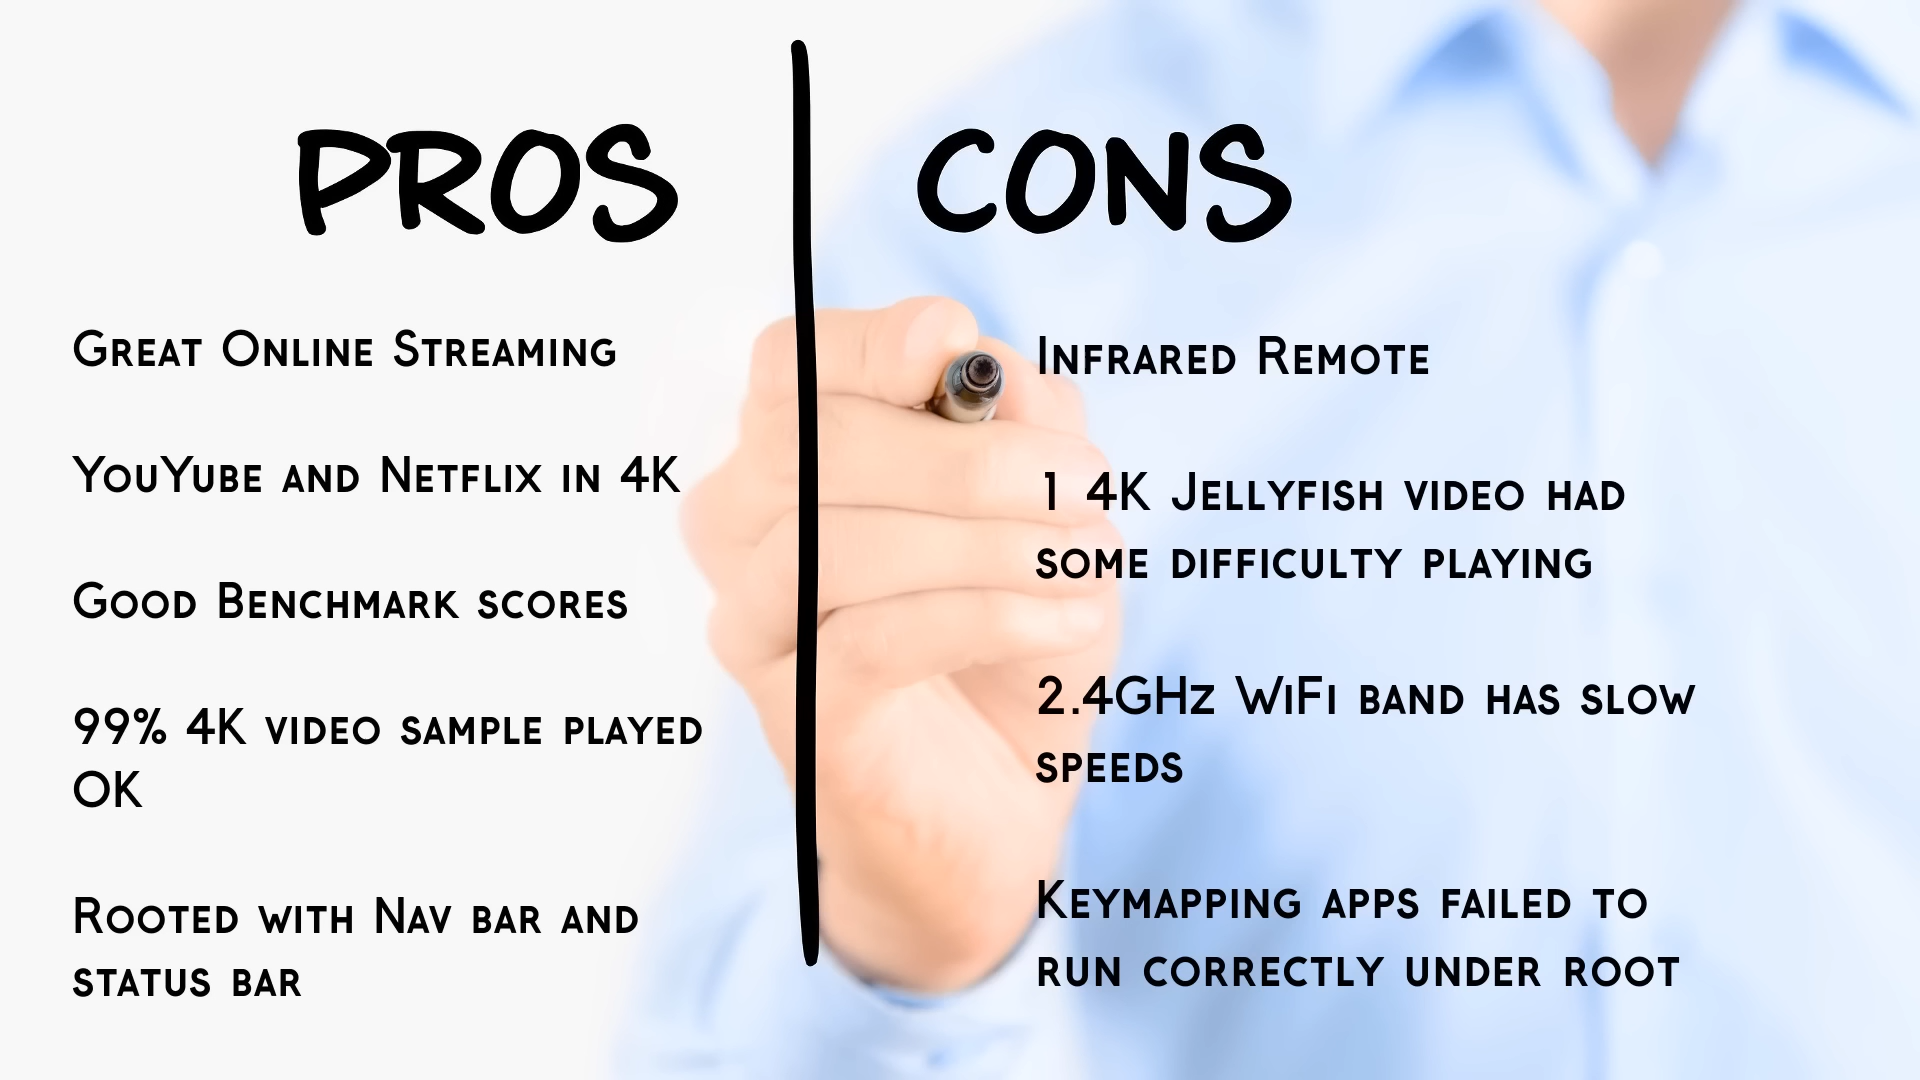 PROS
Great Online Streaming
YouYube and Netflix in 4K
Good Benchmark scores
99% 4K video sample played
OK
Rooted with Nav bar and
status bar
CONS
Infrared Remote
1 4K Jellyfish video had
some difficulty playing
2.4GHz WiFi band has slow
speeds
Keymapping apps failed to
run correctly under root